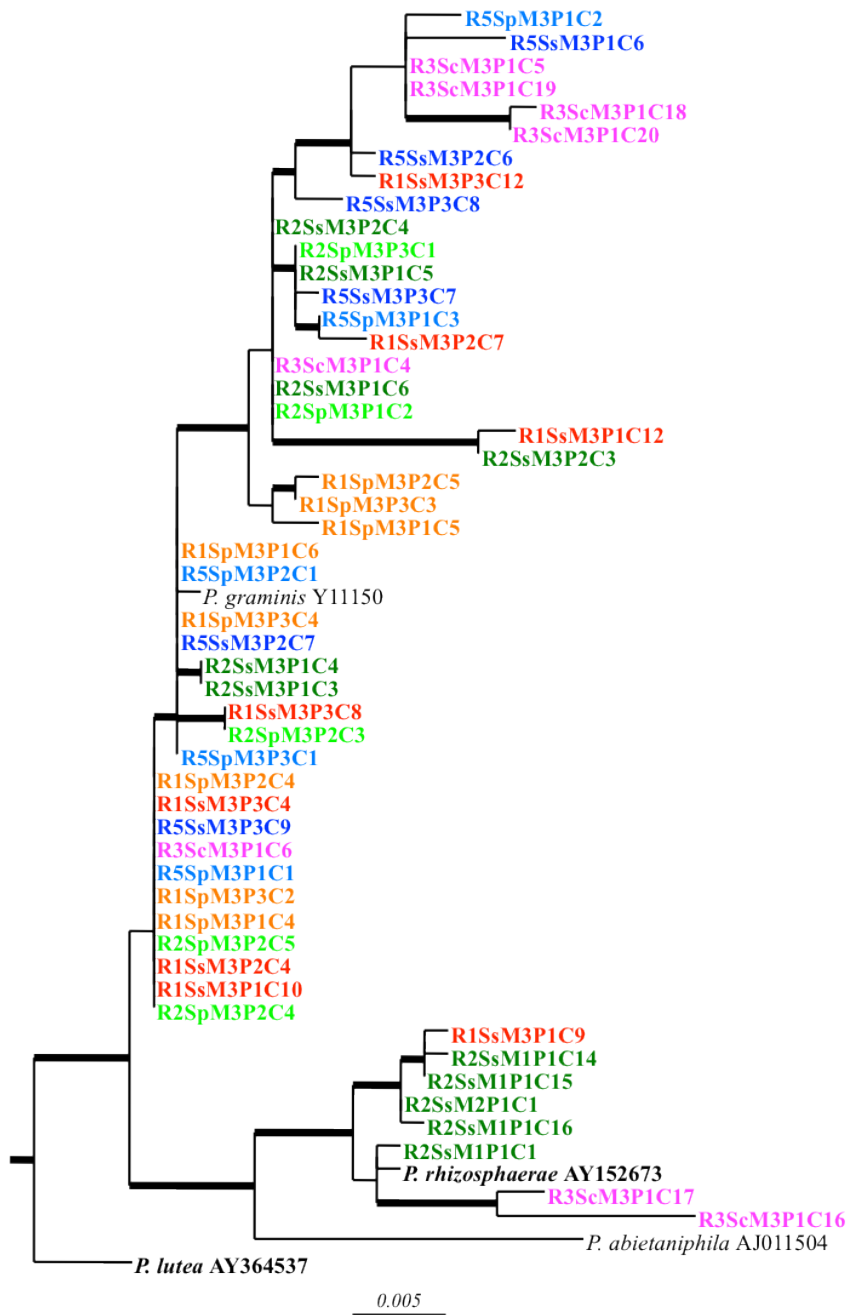 R5SpM3P1C2
R5SsM3P1C6
R3ScM3P1C5
R3ScM3P1C19
R3ScM3P1C18
R3ScM3P1C20
R5SsM3P2C6
R1SsM3P3C12
R5SsM3P3C8
R2SsM3P2C4
R2SpM3P3C1
R2SsM3P1C5
R5SsM3P3C7
R5SpM3P1C3
R1SsM3P2C7
R3ScM3P1C4
R2SsM3P1C6
R2SpM3P1C2
R1SsM3P1C12
R2SsM3P2C3
R1SpM3P2C5
R1SpM3P3C3
R1SpM3P1C5
R1SpM3P1C6
R5SpM3P2C1
P. graminis Y11150
R1SpM3P3C4
R5SsM3P2C7
R2SsM3P1C4
R2SsM3P1C3
R1SsM3P3C8
R2SpM3P2C3
R5SpM3P3C1
R1SpM3P2C4
R1SsM3P3C4
R5SsM3P3C9
R3ScM3P1C6
R5SpM3P1C1
R1SpM3P3C2
R1SpM3P1C4
R2SpM3P2C5
R1SsM3P2C4
R1SsM3P1C10
R2SpM3P2C4
R1SsM3P1C9
R2SsM1P1C14
R2SsM1P1C15
R2SsM2P1C1
R2SsM1P1C16
R2SsM1P1C1
P. rhizosphaerae AY152673
R3ScM3P1C17
R3ScM3P1C16
P. abietaniphila AJ011504
P. lutea AY364537
0.005